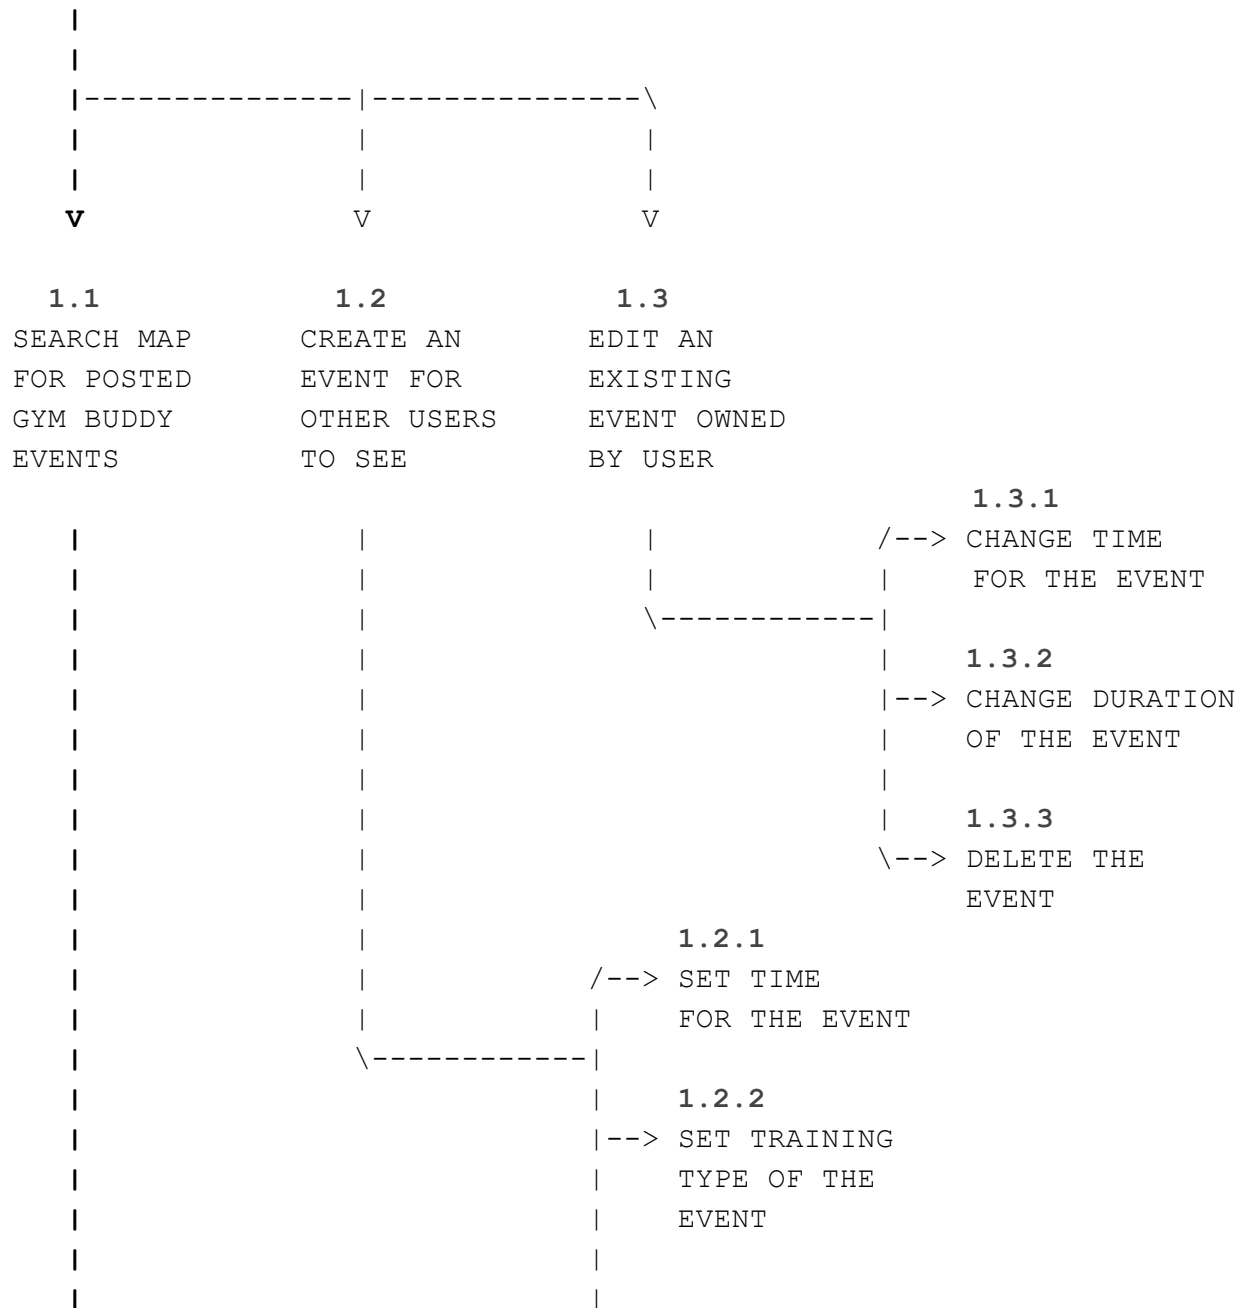 |
|
|---------------|---------------\
|               |               |
|               |               |
V               V               V
1.1             1.2             1.3
SEARCH MAP      CREATE AN       EDIT AN
FOR POSTED      EVENT FOR       EXISTING
GYM BUDDY       OTHER USERS     EVENT OWNED
EVENTS          TO SEE          BY USER
1.3.1
|               |               |            /--> CHANGE TIME
|               |               |            |    FOR THE EVENT
|               |               \------------|
|               |                            |    1.3.2
|               |                            |--> CHANGE DURATION
|               |                            |    OF THE EVENT
|               |                            |
|               |                            |    1.3.3
|               |                            \--> DELETE THE
|               |                                 EVENT
|               |                 1.2.1
|               |            /--> SET TIME
|               |            |    FOR THE EVENT
|               \------------|
|                            |    1.2.2
|                            |--> SET TRAINING
|                            |    TYPE OF THE
|                            |    EVENT
|                            |
|                            |